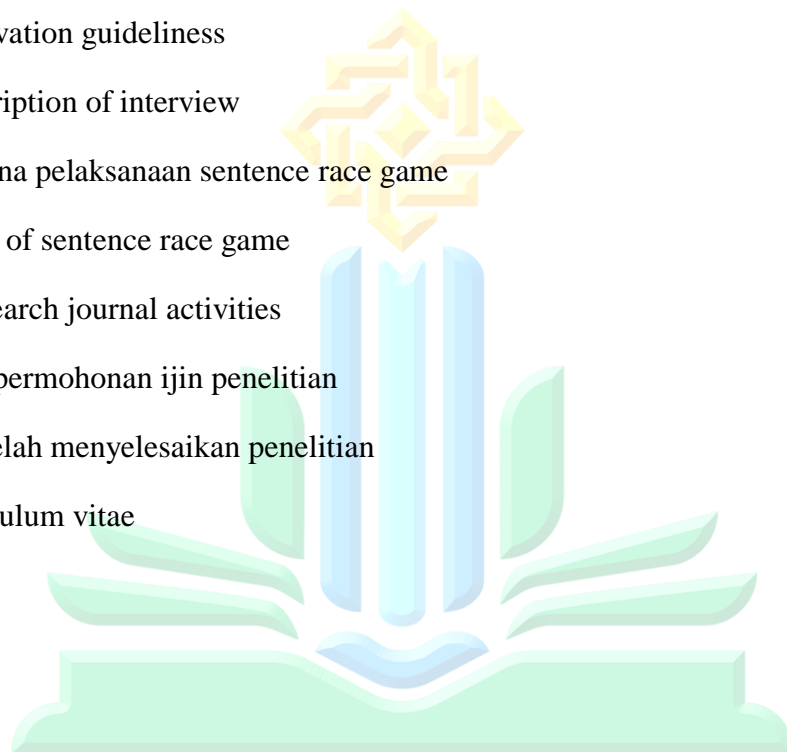 vation guideliness
ription of interview
na pelaksanaan sentence race game
of sentence race game
earch journal activities
permohonan ijin penelitian
elah menyelesaikan penelitian
ulum vitae